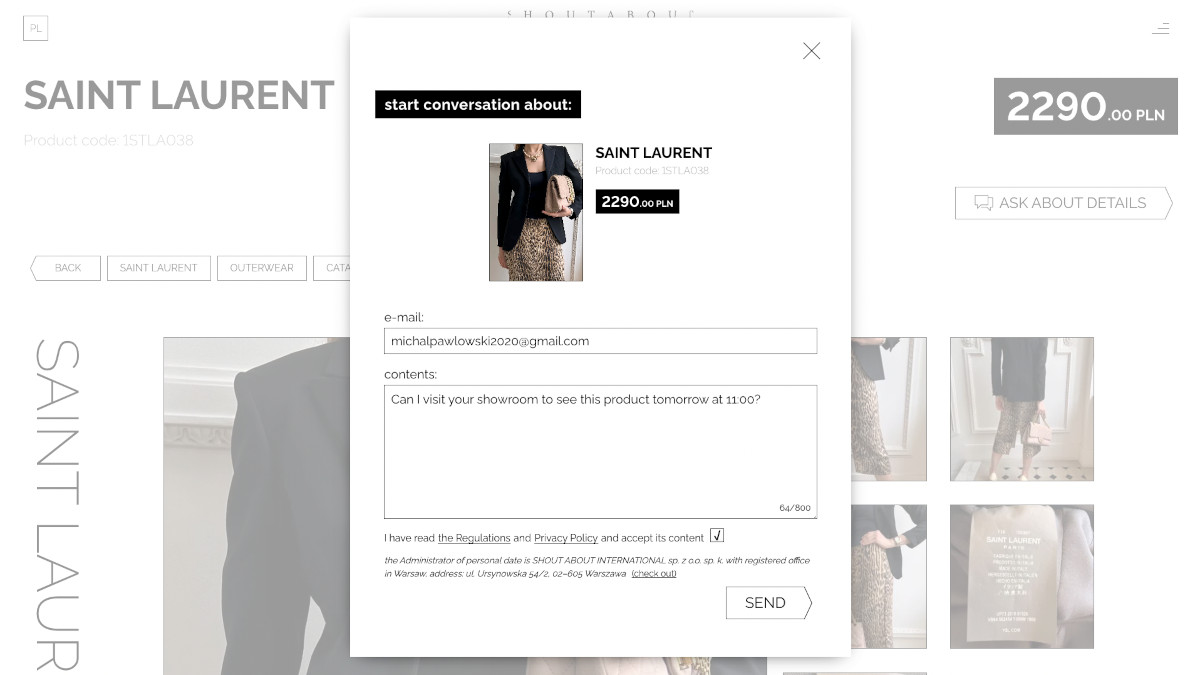 SHOUTABOUT
PL
SAINT LAURENT
Product code: 1STLA038
2290.00 PLN
ASK ABOUT DETAILS
BACK
SAINT LAURENT
OUTERWEAR
CATA
SAINT LAUR
start conversation about:
SAINT LAURENT
Product code: 1STLA038
2290.00 PLN
e-mail:
michalpawlowski2020@gmail.com
contents:
Can I visit your showroom to see this product tomorrow at 11:00?
64/800
I have read the Regulations and Privacy Policy and accept its content
the Administrator of personal date is SHOUT ABOUT INTERNATIONAL sp. z o.o. sp. k. with registered office
in Warsaw, address: ul. Ursynowska 54/2, 02-605 Warszawa (check out)
SEND
SAINT LAURENT
PARIS